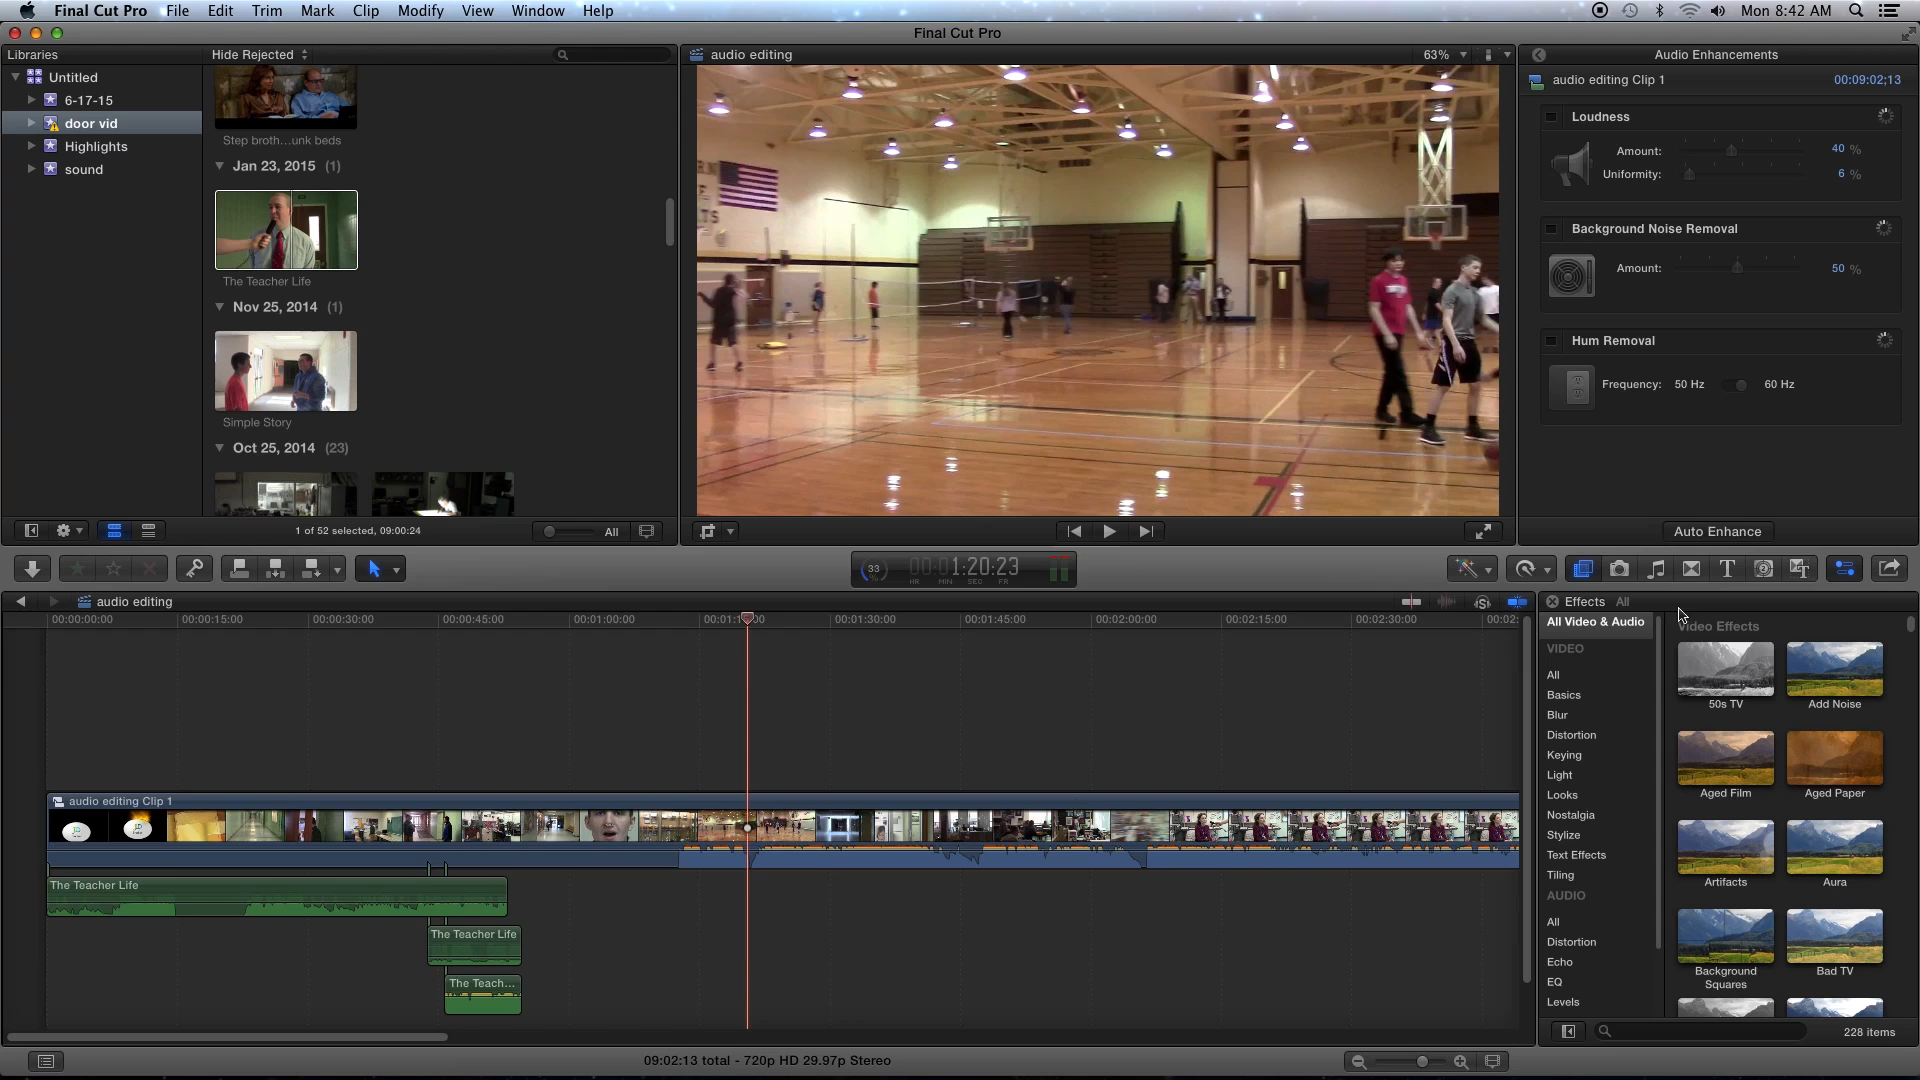 Final Cut Pro File Edit Trim Mark Clip Modify View Window Help
Mon 8:42 AM
Final Cut Pro
Libraries
Hide Rejected
Untitled
6-17-15
door vid
Highlights
sound
Step broth...unk beds
Jan 23, 2015 (1)
The Teacher Life
Nov 25, 2014 (1)
Simple Story
Oct 25, 2014 (23)
1 of 52 selected, 09:00:24
All
audio editing
63%
Audio Enhancements
audio editing Clip 1
00:09:02;13
Loudness
Amount: 40 %
Uniformity: 6 %
Background Noise Removal
Amount: 50 %
Hum Removal
Frequency: 50 Hz 60 Hz
Auto Enhance
33
%
00:01:20:23
HR MIN SEC FR
audio editing
00:00:00:00 00:00:15:00 00:00:30:00 00:00:45:00 00:01:00:00 00:01:30:00 00:01:45:00 00:02:00:00 00:02:15:00 00:02:30:00
audio editing Clip 1
The Teacher Life
The Teacher Life
The Teach...
Effects All
All Video & Audio
VIDEO
All
Basics
Blur
Distortion
Keying
Light
Looks
Nostalgia
Stylize
Text Effects
Tiling
AUDIO
All
Distortion
Echo
EQ
Levels
Video Effects
50s TV
Add Noise
Aged Film
Aged Paper
Artifacts
Aura
Background
Squares
Bad TV
228 items
09:02:13 total - 720p HD 29.97p Stereo